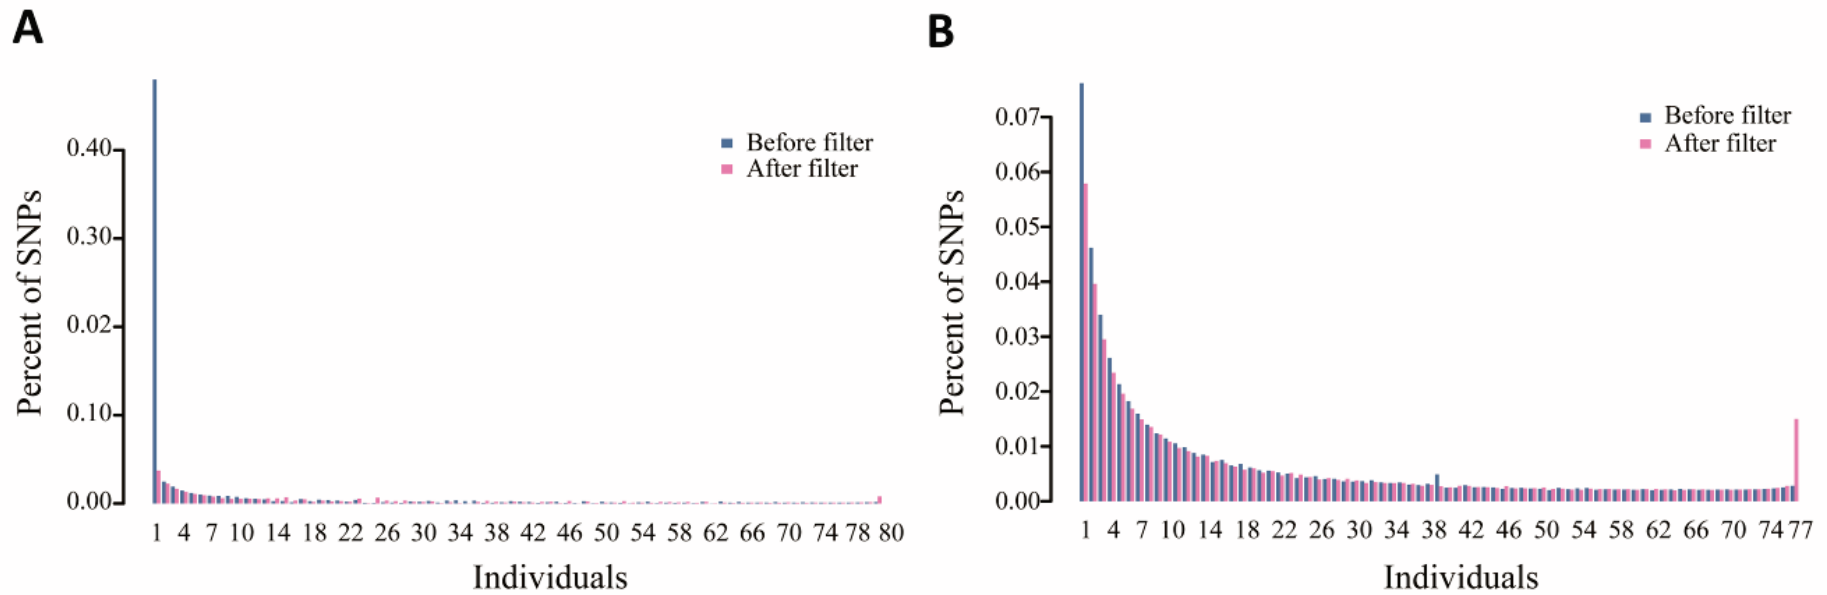 A
Before filter
After filter
Percent of SNPs
0.40
0.30
0.02
0.10
0.00
1 4 7 10 14 18 22 26 30 34 38 42 46 50 54 58 62 66 70 74 78 80
Individuals
B
Before filter
After filter
Percent of SNPs
0.07
0.06
0.05
0.04
0.03
0.02
0.01
0.00
1 4 7 10 14 18 22 26 30 34 38 42 46 50 54 58 62 66 70 74 77
Individuals